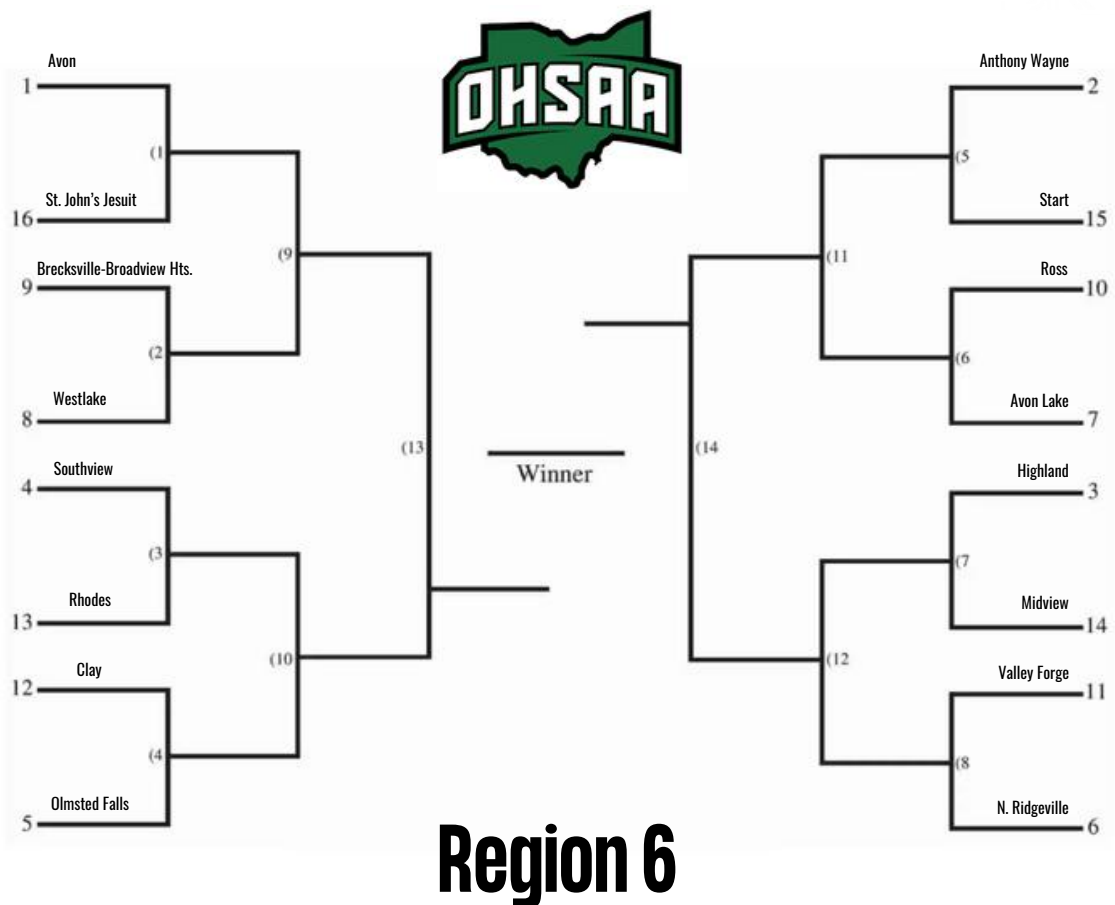 OHSAA
Avon
1
(1
St. John's Jesuit
16
(9
Brecksville-Broadview Hts.
9
(2
Westlake
8
(13
Southview
4
(3
Rhodes
13
(10
Clay
12
(4
Olmsted Falls
5
Winner
Anthony Wayne
2
(5
Start
15
(11
Ross
10
(6
Avon Lake
7
(14
Highland
3
(7
Midview
14
(12
Valley Forge
11
(8
N. Ridgeville
6
Region 6